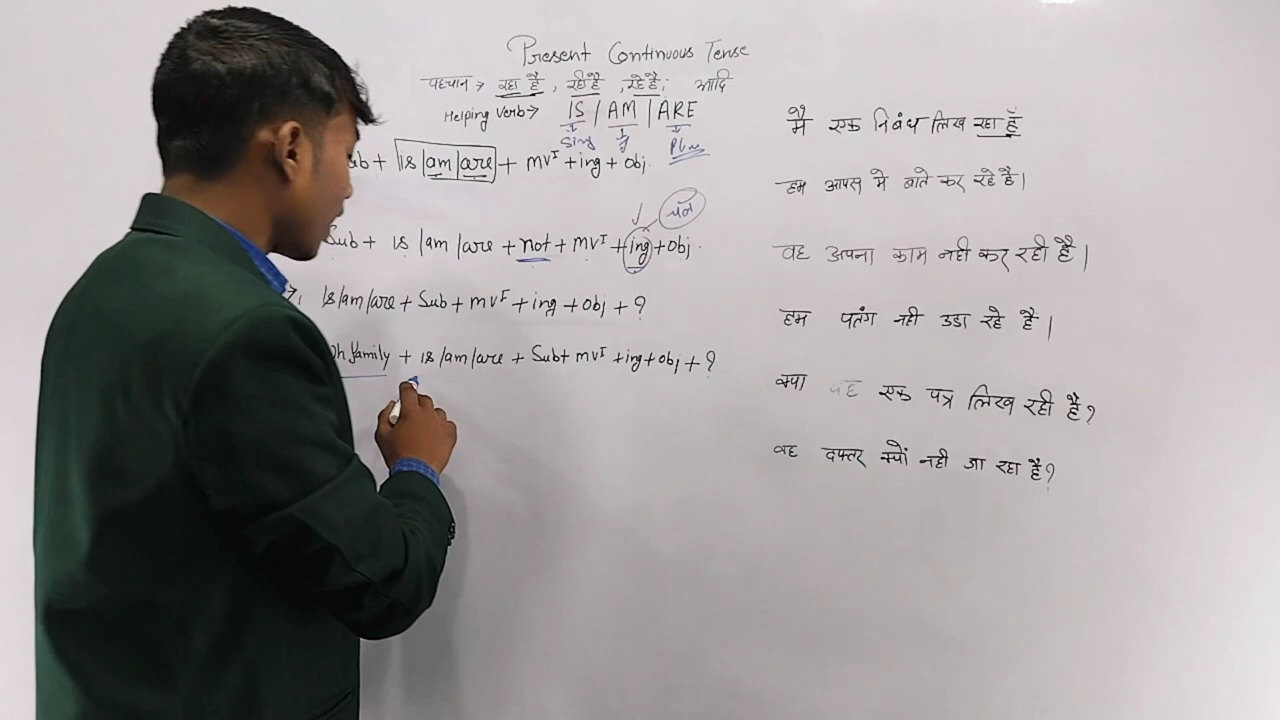 Present Continuous Tense
पहचान → रहा है, रही है, रहे है; आदि
Helping Verb → IS / AM / ARE
Sing I Plu
ub + is / am / are + mvI + ing + obj.
चल
Sub + is / am / are + not + mvI + ing + obj.
Is / am / are + Sub + mvI + ing + obj + ?
h family + is / am / are + Sub + mvI + ing + obj + ?
मै एक निबंध लिख रहा हूँ
हम आपस मे बाते कर रहे है।
वह अपना काम नही कर रही है।
हम पतंग नही उडा रहे है।
क्या वह एक पत्र लिख रही है?
वह दफ्तर क्यों नही जा रहा है?